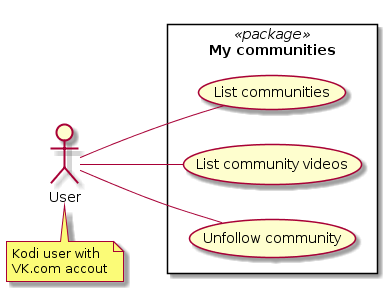 «package»
My communities
List communities
List community videos
User
Unfollow community
Kodi user with
VK.com accout